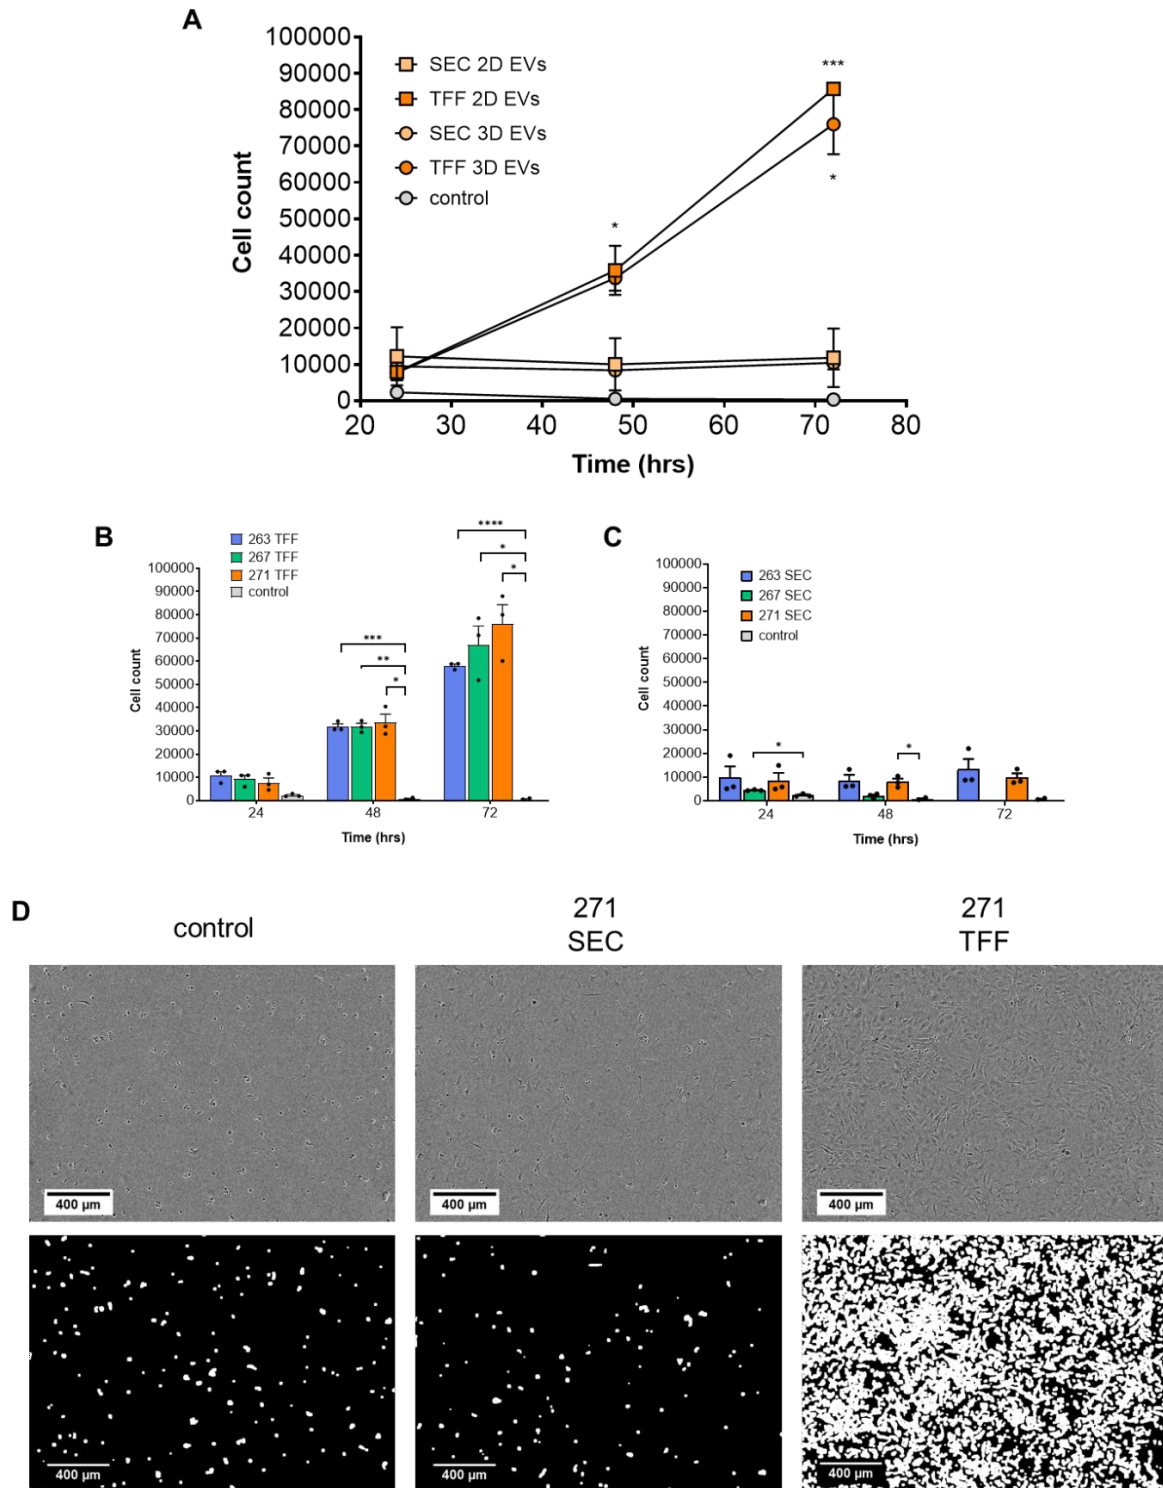 A
100000
90000
80000
70000
60000
50000
40000
30000
20000
10000
0
Cell count
SEC 2D EVs
TFF 2D EVs
SEC 3D EVs
TFF 3D EVs
control
*
***
*
20
30
40
50
60
70
80
Time (hrs)
B
263 TFF
267 TFF
271 TFF
control
100000
90000
80000
70000
60000
50000
40000
30000
20000
10000
0
Cell count
***
**
*
****
*
*
24
48
72
Time (hrs)
C
100000
90000
80000
70000
60000
50000
40000
30000
20000
10000
0
Cell count
263 SEC
267 SEC
271 SEC
control
*
*
24
48
72
Time (hrs)
D
control
271
SEC
271
TFF
400 µm
400 µm
400 µm
400 µm
400 µm
400 µm